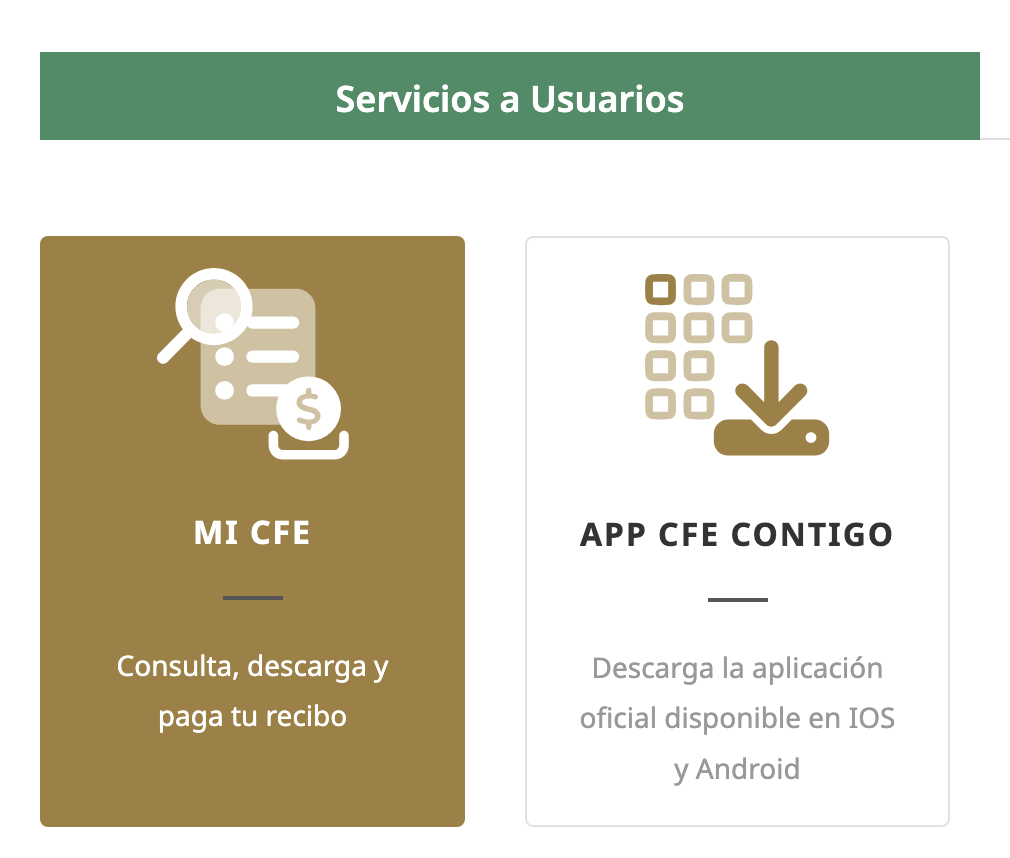 Servicios a Usuarios
MI CFE
Consulta, descarga y
paga tu recibo
APP CFE CONTIGO
Descarga la aplicación
oficial disponible en IOS
y Android